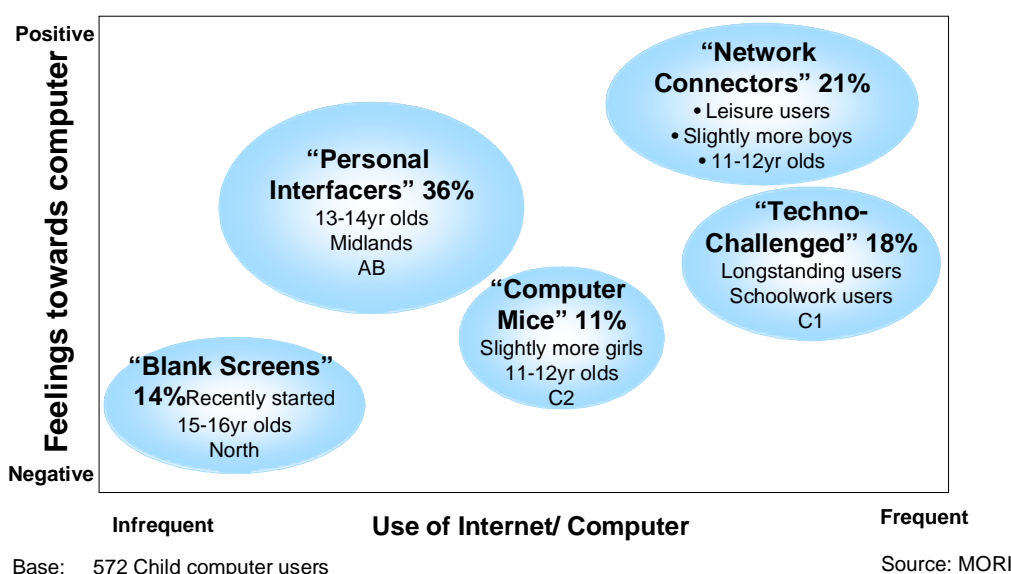 Positive
Feelings towards computer
Negative
“Network
Connectors” 21%
• Leisure users
• Slightly more boys
• 11-12yr olds
“Personal
Interfacers” 36%
13-14yr olds
Midlands
AB
“Techno-
Challenged” 18%
Longstanding users
Schoolwork users
C1
“Computer
Mice” 11%
Slightly more girls
11-12yr olds
C2
“Blank Screens”
14%Recently started
15-16yr olds
North
Infrequent
Use of Internet/ Computer
Frequent
Base: 572 Child computer users
Source: MORI